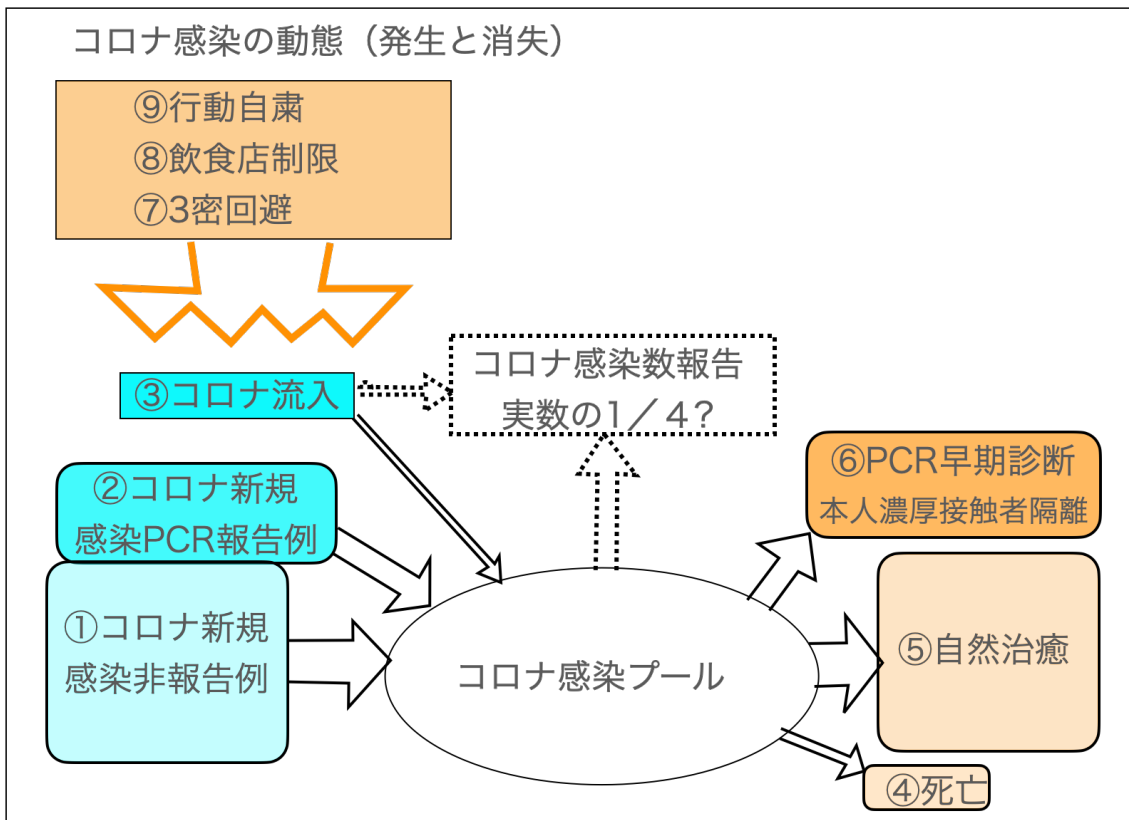 コロナ感染の動態（発生と消失）
⑨行動自粛
⑧飲食店制限
⑦3密回避
③コロナ流入
コロナ感染数報告
実数の1／4？
②コロナ新規
感染PCR報告例
①コロナ新規
感染非報告例
コロナ感染プール
⑥PCR早期診断
本人濃厚接触者隔離
⑤自然治癒
④死亡